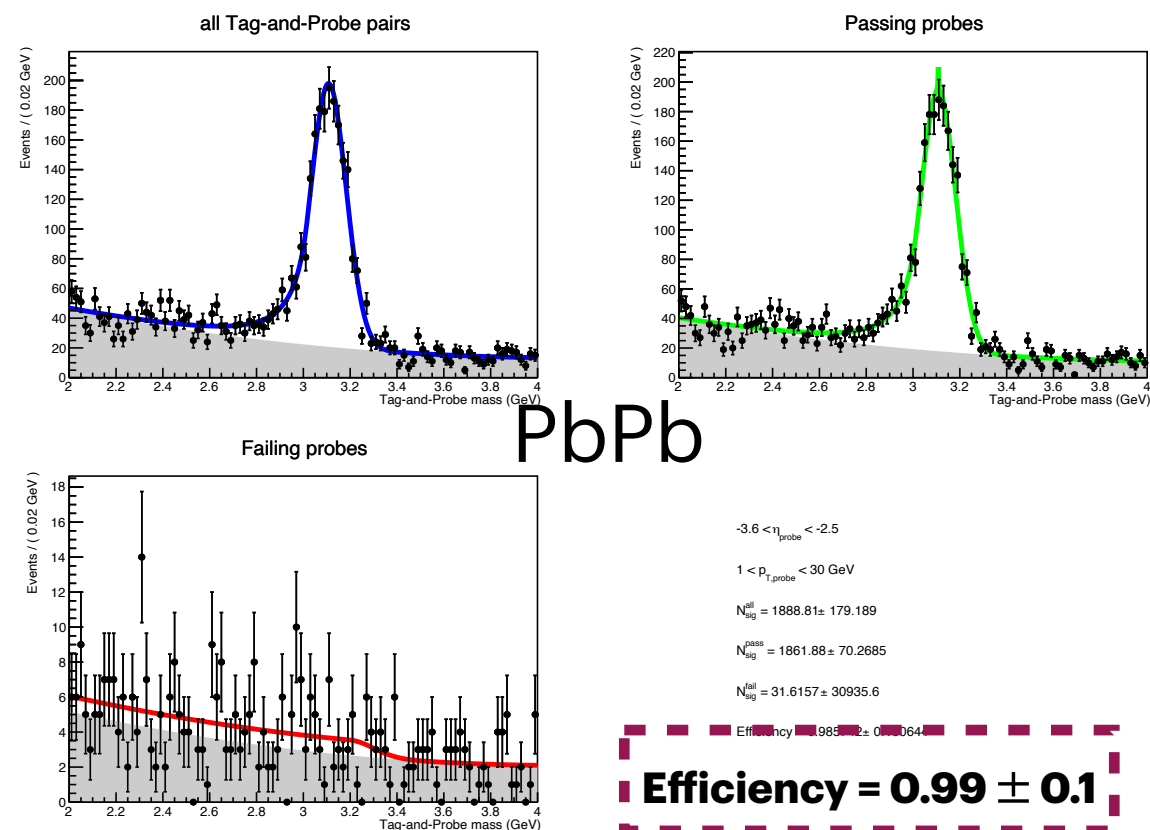 all Tag-and-Probe pairs
Events / ( 0.02 GeV )
200
180
160
140
120
100
80
60
40
20
0
2 2.2 2.4 2.6 2.8 3 3.2 3.4 3.6 3.8 4
Tag-and-Probe mass (GeV)
Passing probes
Events / ( 0.02 GeV )
220
200
180
160
140
120
100
80
60
40
20
0
2 2.2 2.4 2.6 2.8 3 3.2 3.4 3.6 3.8 4
Tag-and-Probe mass (GeV)
PbPb
Failing probes
Events / ( 0.02 GeV )
18
16
14
12
10
8
6
4
2
0
2 2.2 2.4 2.6 2.8 3 3.2 3.4 3.6 3.8 4
Tag-and-Probe mass (GeV)
-3.6 < η probe < -2.5
1 < p T,probe < 30 GeV
N all sig = 1888.81± 179.189
N pass sig = 1861.88± 70.2685
N fail sig = 31.6157± 30935.6
Efficiency
Efficiency = 0.99 ± 0.1